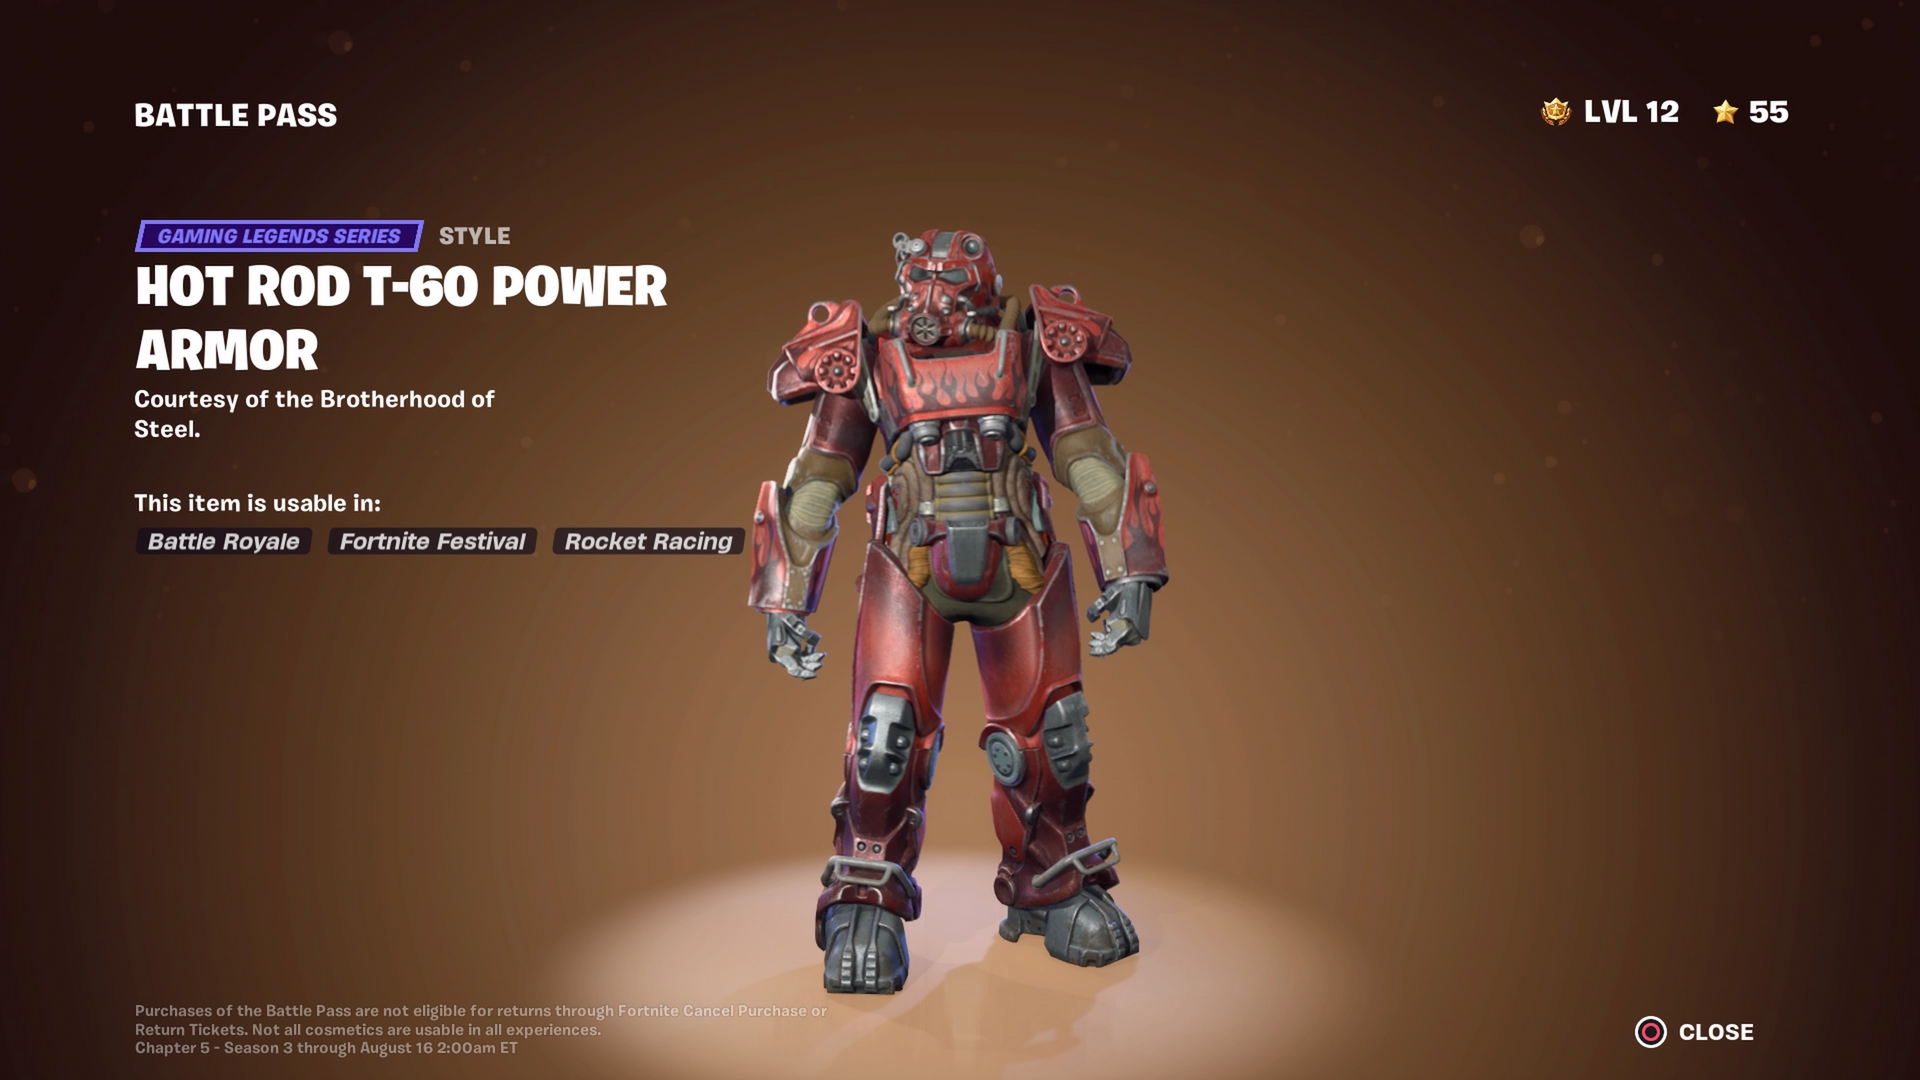 BATTLE PASS
LVL 12
55
GAMING LEGENDS SERIES STYLE
HOT ROD T-60 POWER
ARMOR
Courtesy of the Brotherhood of
Steel.
This item is usable in:
Battle Royale Fortnite Festival Rocket Racing
Purchases of the Battle Pass are not eligible for returns through Fortnite Cancel Purchase or
Return Tickets. Not all cosmetics are usable in all experiences.
Chapter 5 - Season 3 through August 16 2:00am ET
CLOSE